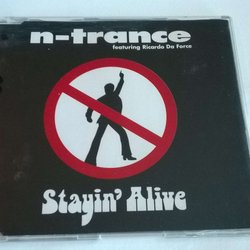 n-trance
featuring Ricardo Da Force
Stayin' Alive